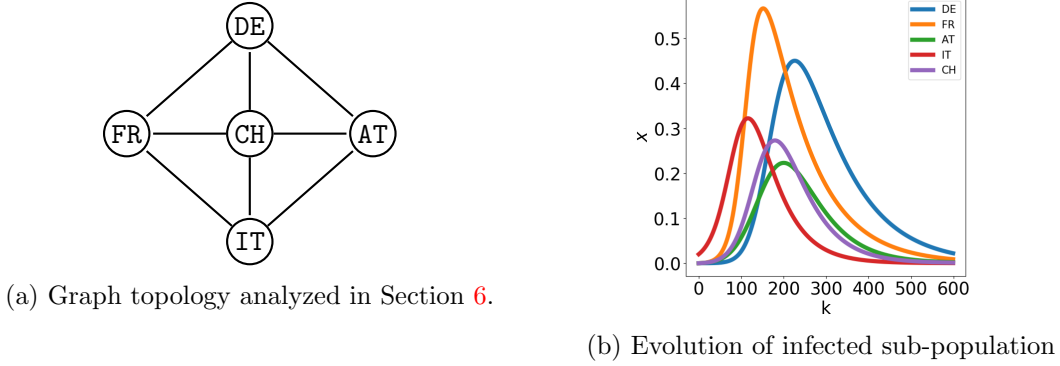 DE
FR
CH
AT
IT
(a) Graph topology analyzed in Section 6.
DE
FR
AT
IT
CH
0.5
0.4
0.3
0.2
0.1
0.0
x
0 100 200 300 400 500 600
k
(b) Evolution of infected sub-population